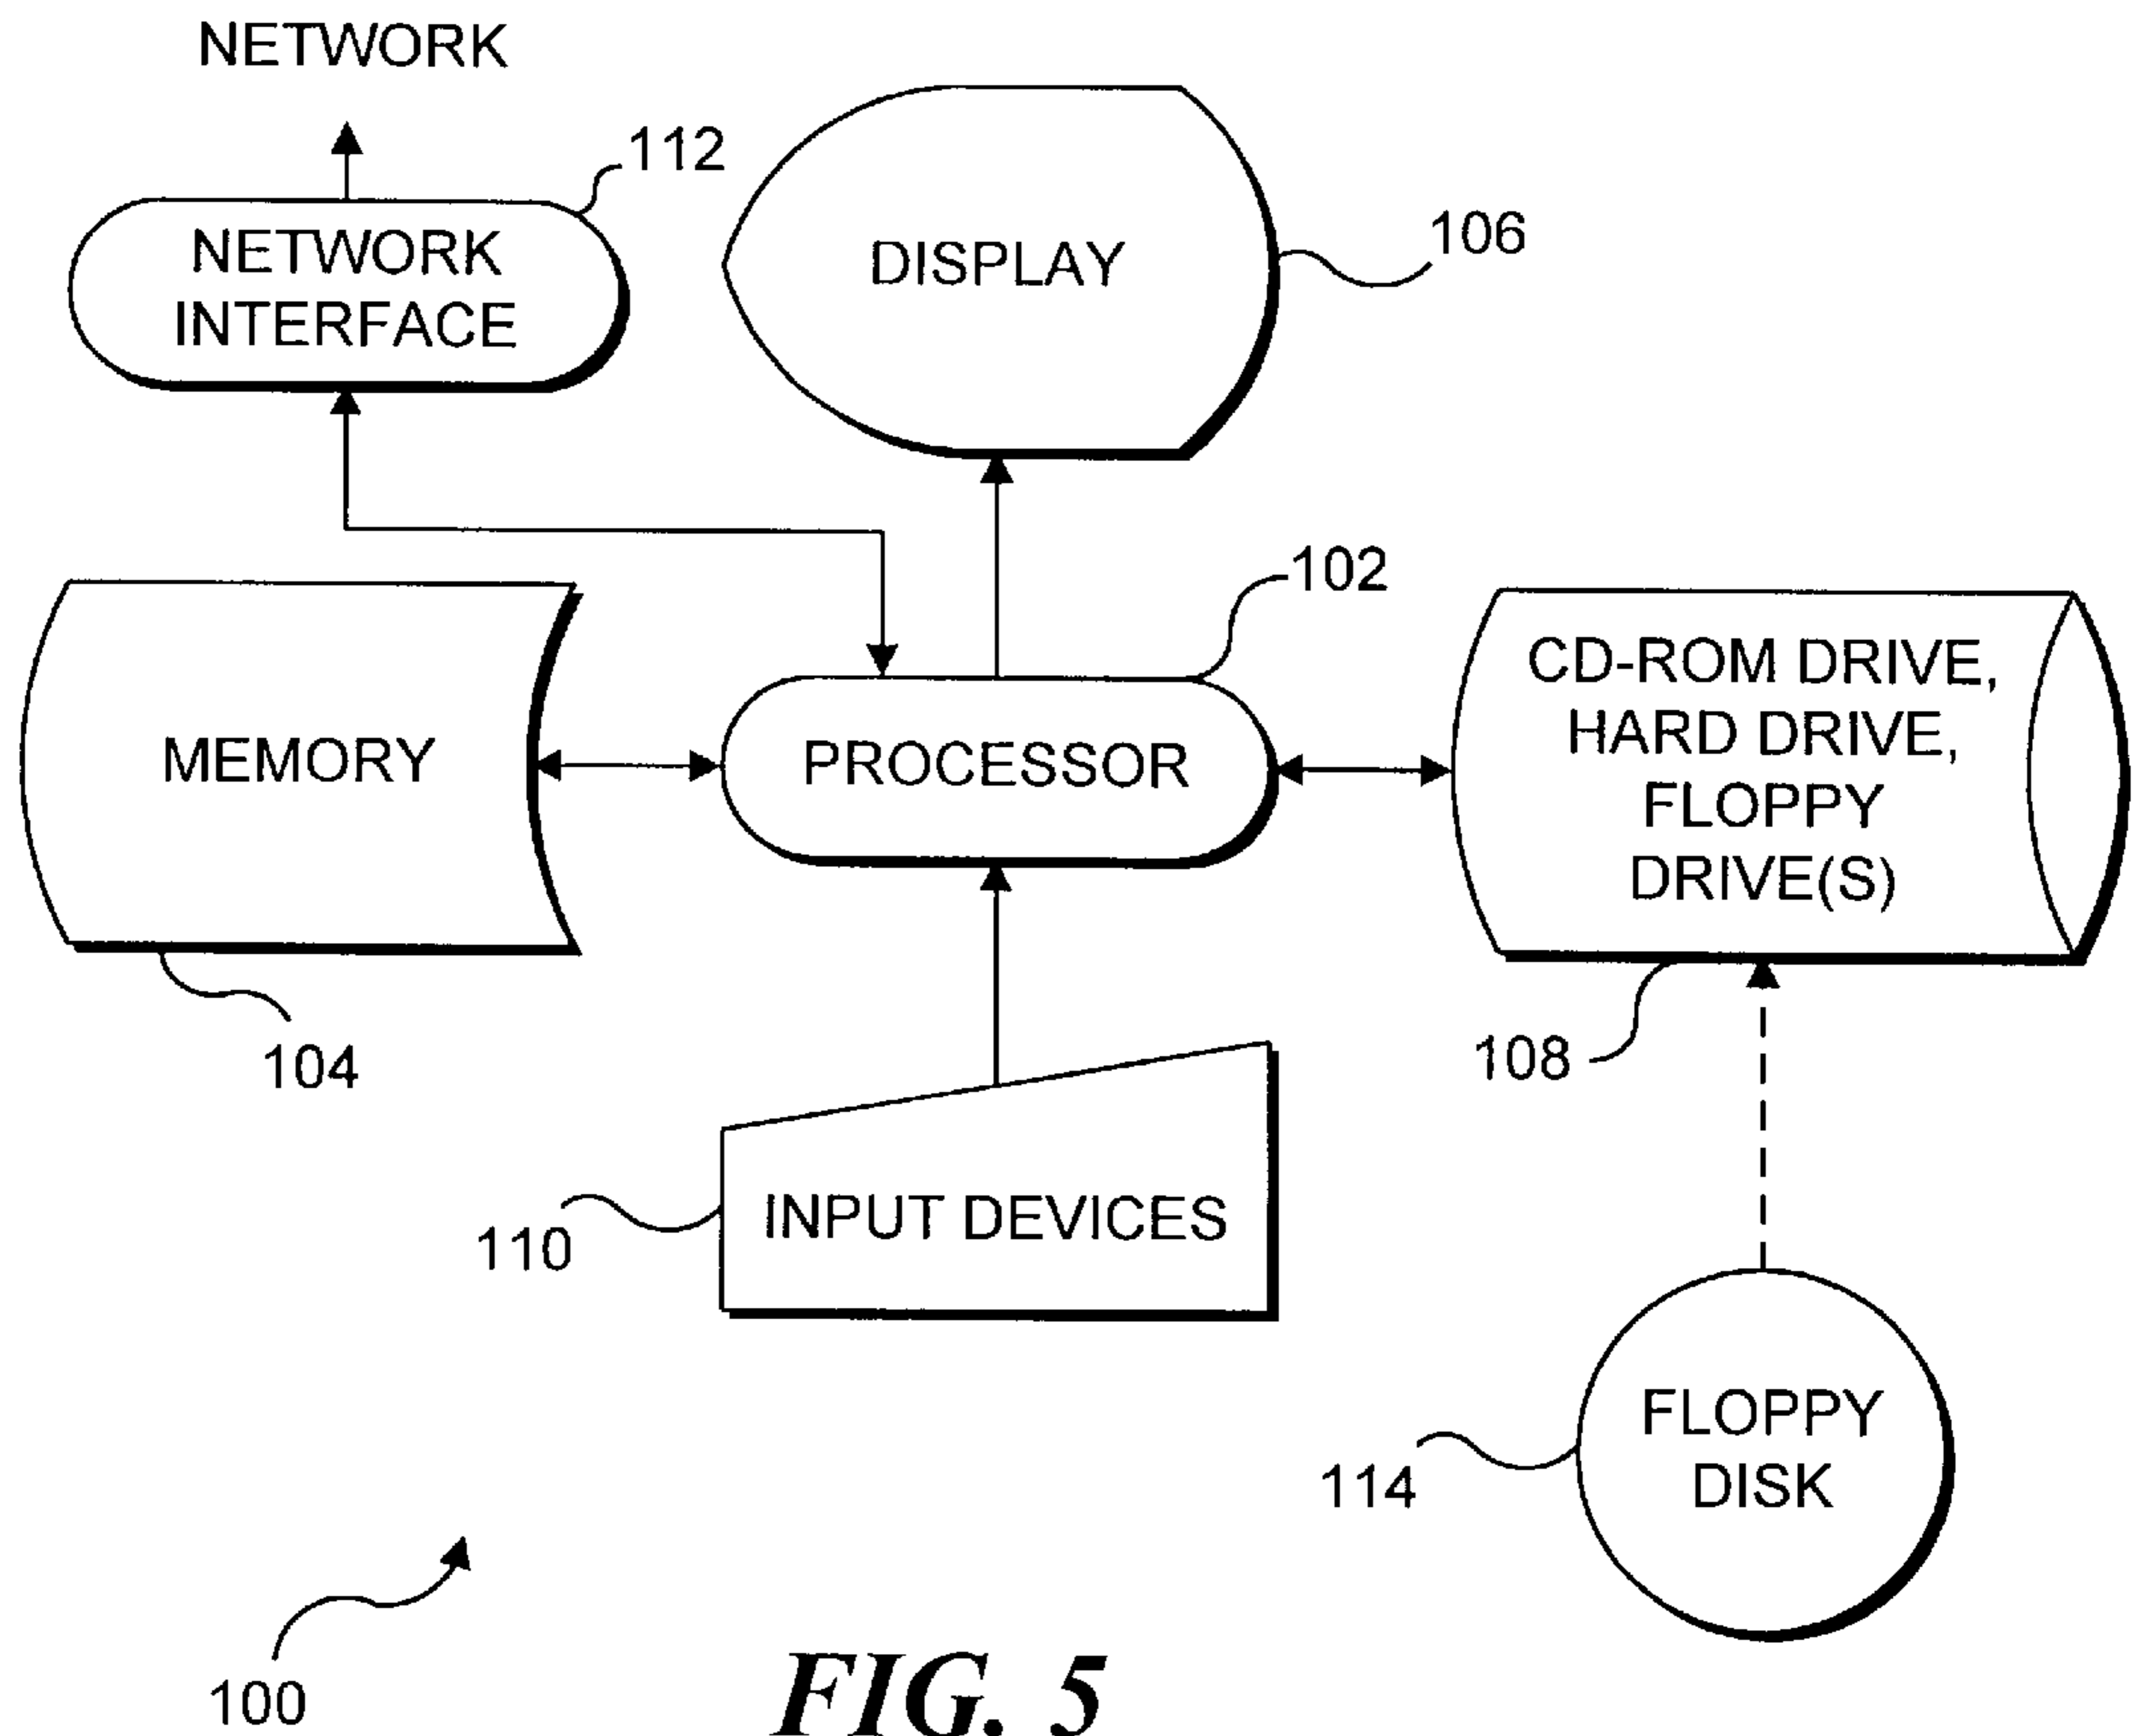 NETWORK
112
NETWORK
INTERFACE
DISPLAY
106
102
MEMORY
PROCESSOR
CD-ROM DRIVE,
HARD DRIVE,
FLOPPY
DRIVE(S)
104
108
110
INPUT DEVICES
114
FLOPPY
DISK
100
FIG. 5